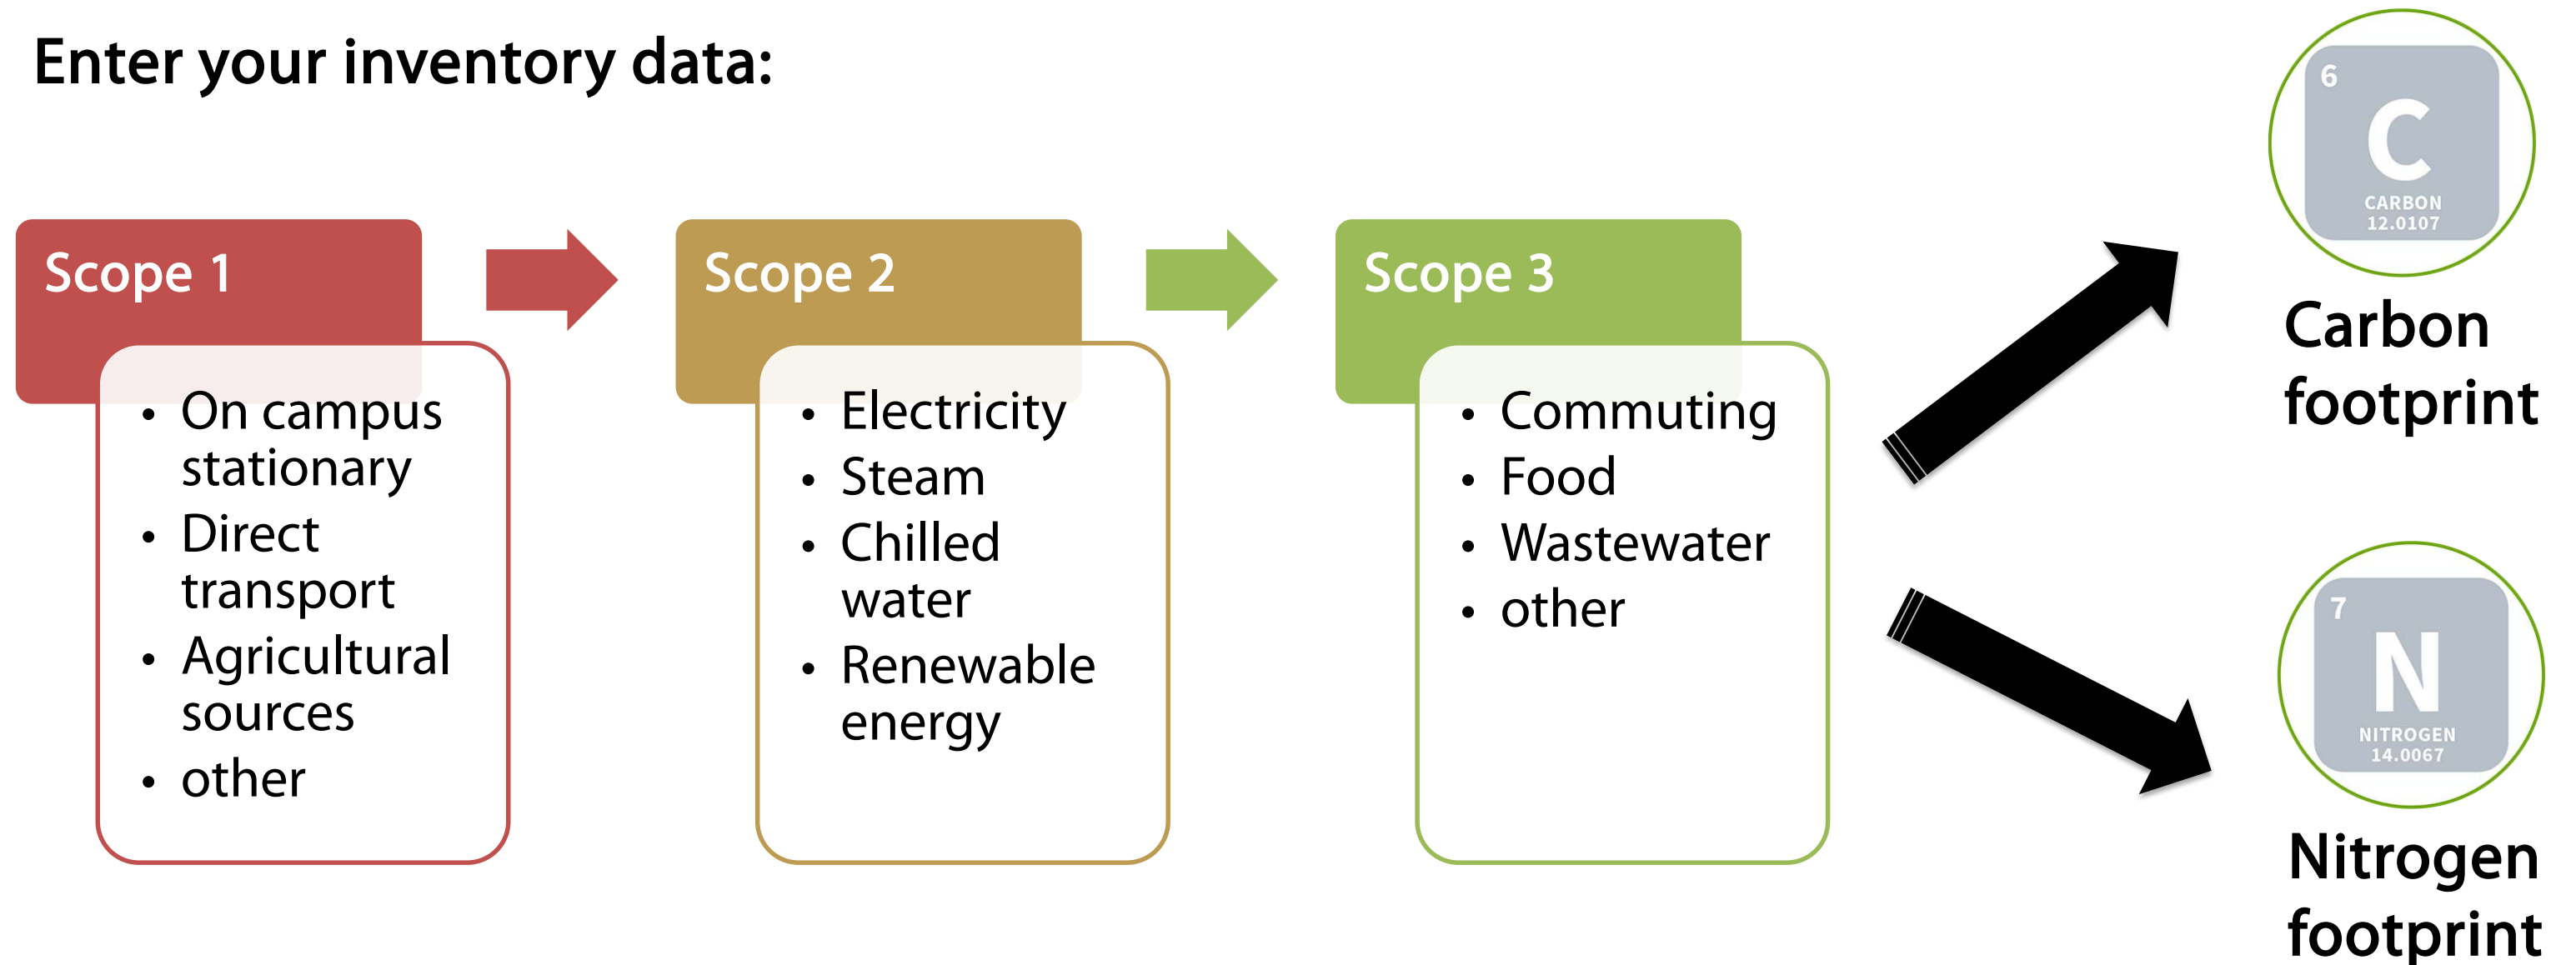 Enter your inventory data:
Scope 1
• On campus
stationary
• Direct
transport
• Agricultural
sources
• other
Scope 2
• Electricity
• Steam
• Chilled
water
• Renewable
energy
Scope 3
• Commuting
• Food
• Wastewater
• other
6
C
CARBON
12.0107
Carbon
footprint
7
N
NITROGEN
14.0067
Nitrogen
footprint